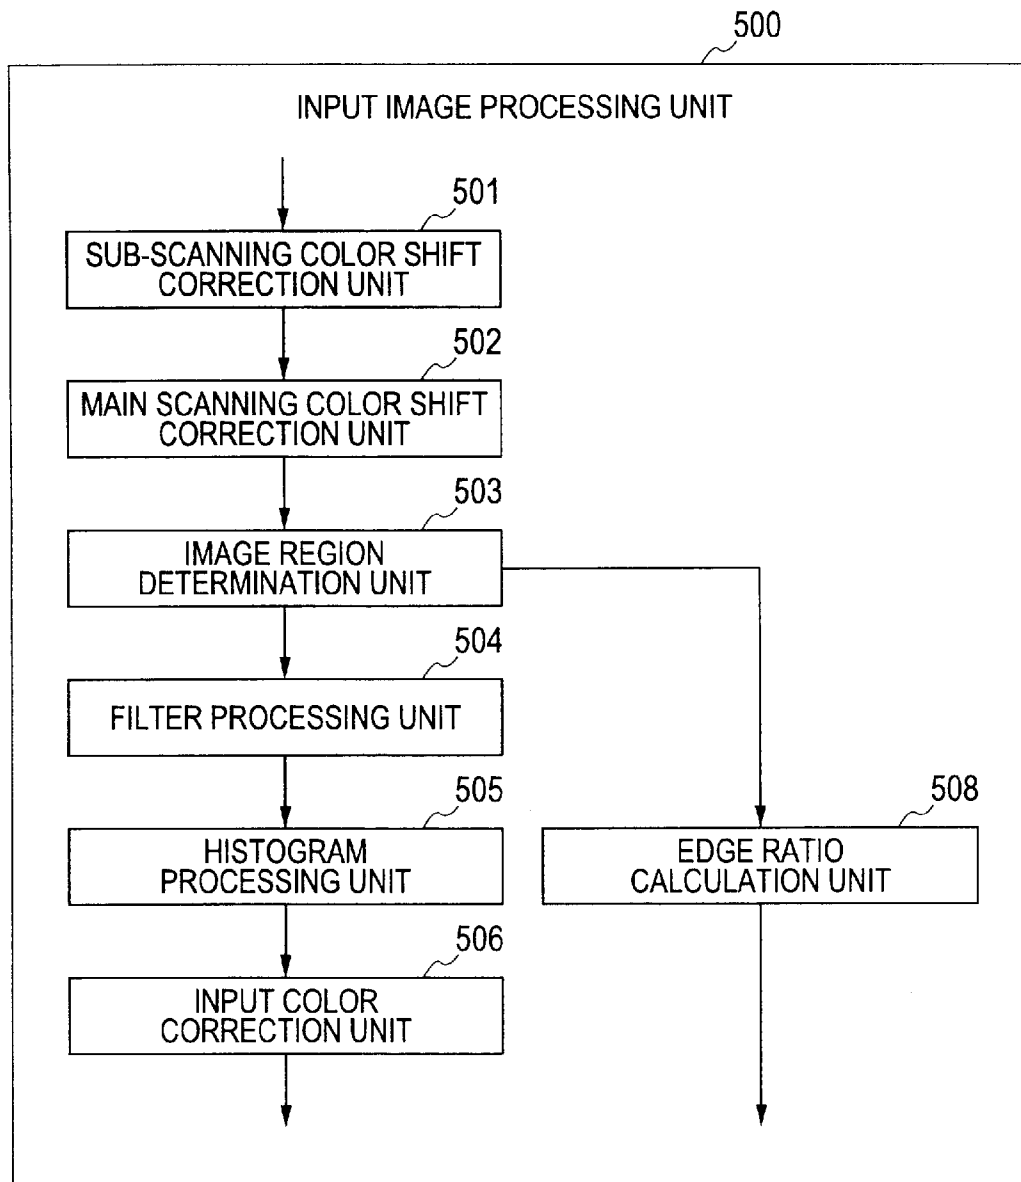 500
INPUT IMAGE PROCESSING UNIT
501
SUB-SCANNING COLOR SHIFT
CORRECTION UNIT
502
MAIN SCANNING COLOR SHIFT
CORRECTION UNIT
503
IMAGE REGION
DETERMINATION UNIT
504
FILTER PROCESSING UNIT
505
HISTOGRAM
PROCESSING UNIT
508
EDGE RATIO
CALCULATION UNIT
506
INPUT COLOR
CORRECTION UNIT